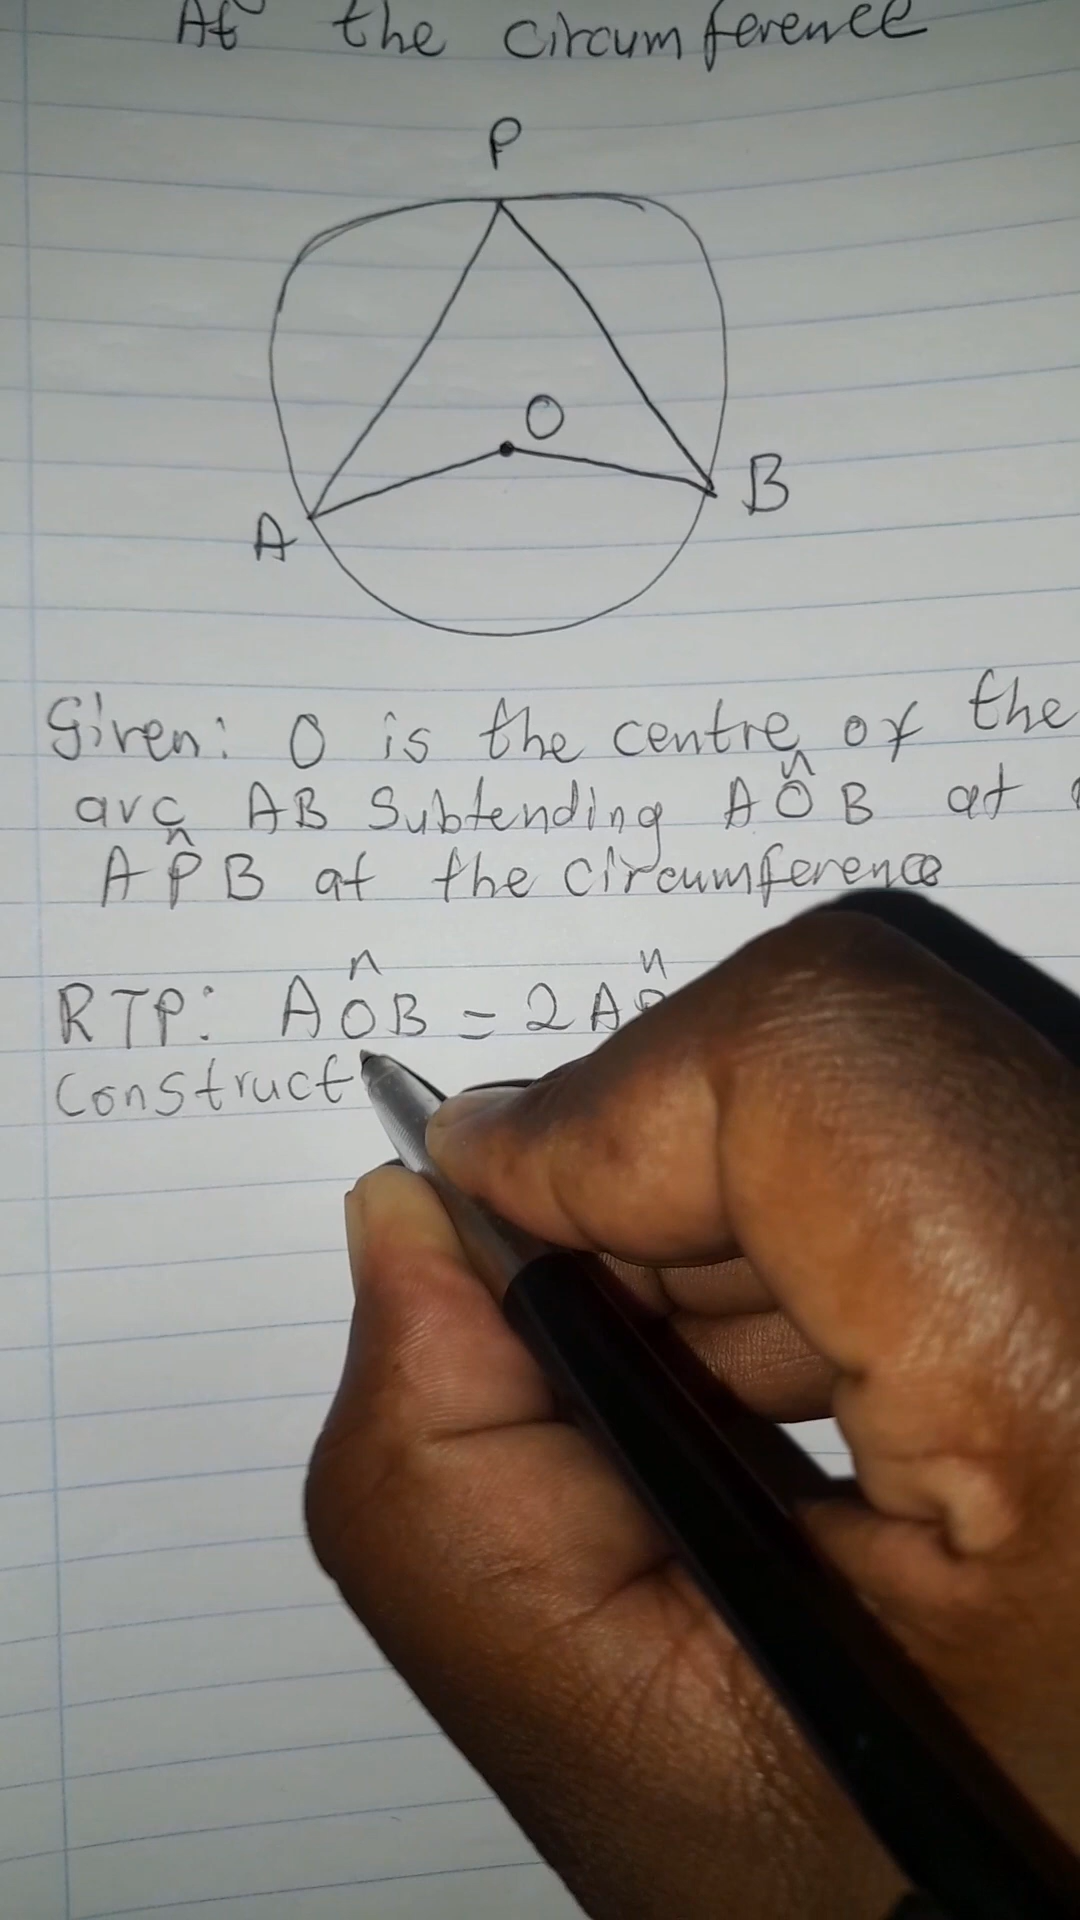 At the circumference
P
O
B
A
Given: O is the centre of the
arc AB Subtending AÔB at
AP̂B at the circumference
RTP: AÔB = 2A
Construct